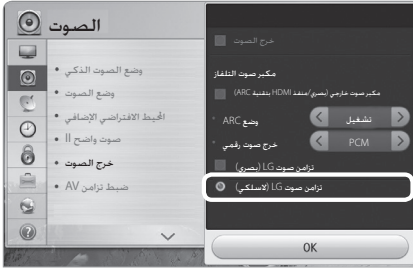 الصوت
وضع الصوت الذكي •
وضع الصوت •
المحيط الافتراضي الإضافي •
صوت واضح II •
خرج الصوت •
ضبط تزامن AV •
خرج الصوت
مكبر صوت التلفاز
مكبر صوت خارجي (بصري/منفذ HDMI بتقنية ARC)
وضع ARC
تشغيل
خرج صوت رقمي
PCM
تزامن صوت LG (بصري)
تزامن صوت LG (لاسلكي)
OK